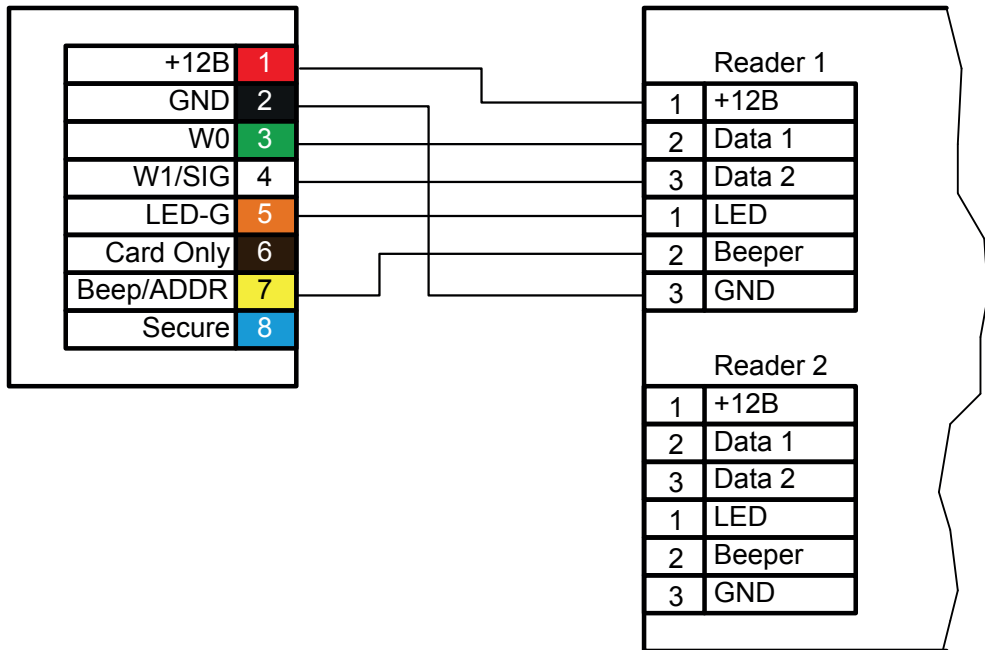 +12B 1
GND 2
W0 3
W1/SIG 4
LED-G 5
Card Only 6
Beep/ADDR 7
Secure 8
Reader 1
1 +12B
2 Data 1
3 Data 2
1 LED
2 Beeper
3 GND
Reader 2
1 +12B
2 Data 1
3 Data 2
1 LED
2 Beeper
3 GND